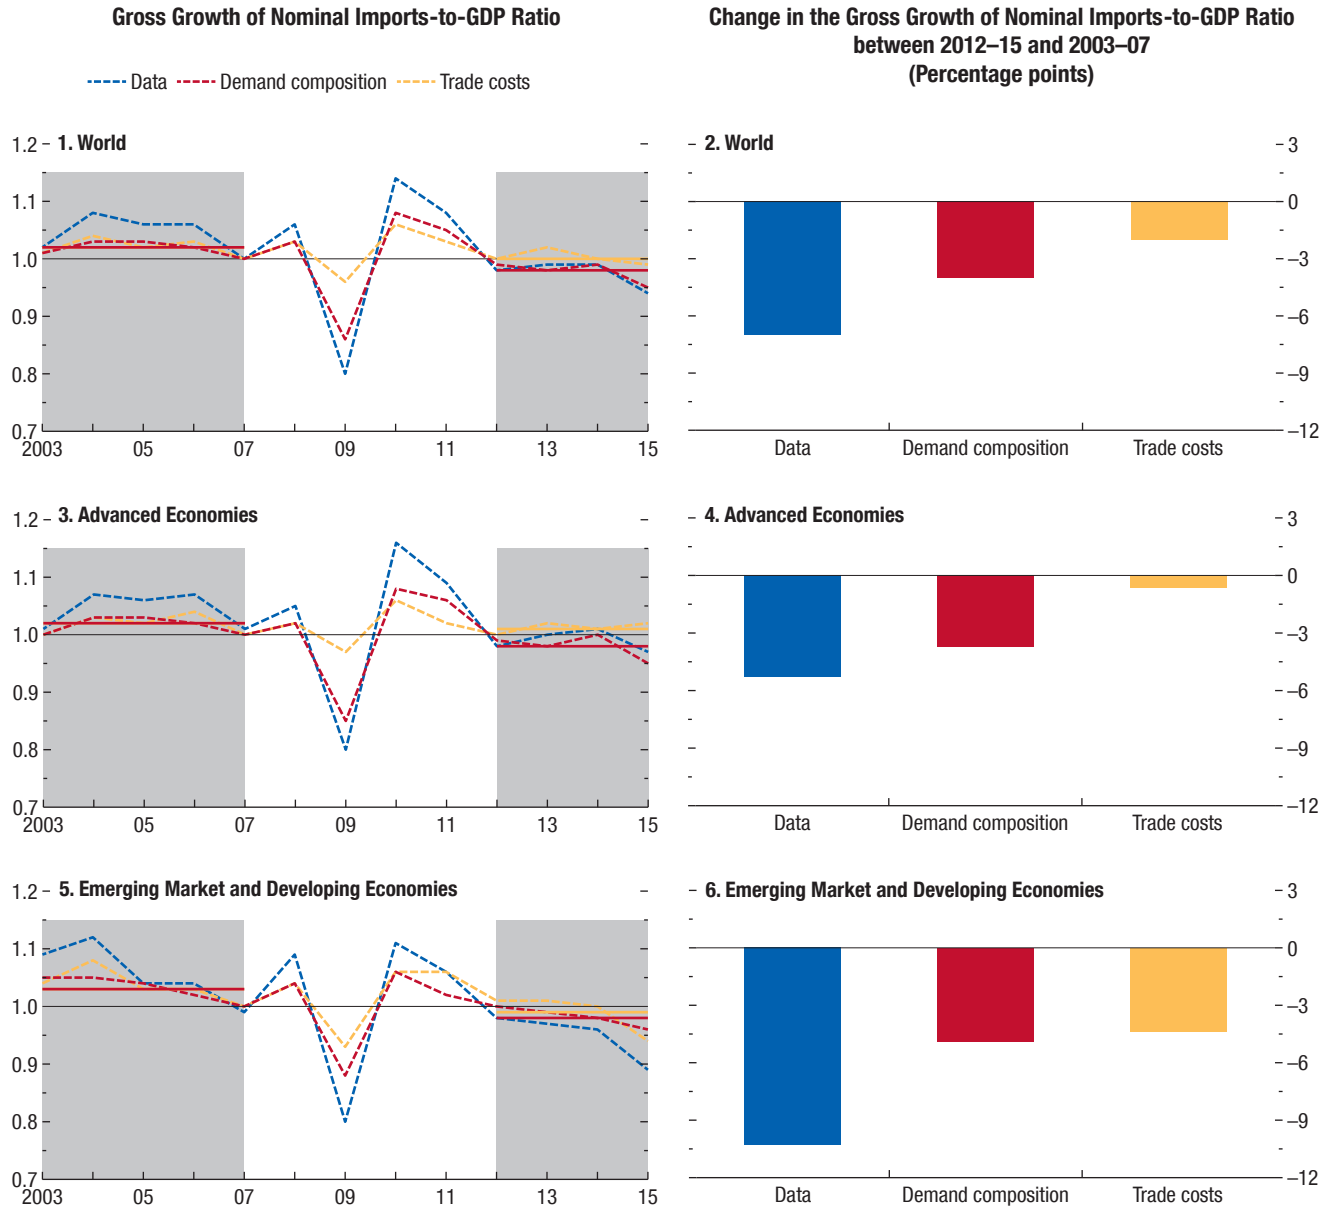 Gross Growth of Nominal Imports-to-GDP Ratio
Change in the Gross Growth of Nominal Imports-to-GDP Ratio
between 2012–15 and 2003–07
(Percentage points)
Data Demand composition Trade costs
1. World
1.2
1.1
1.0
0.9
0.8
0.7
2003 05 07 09 11 13 15
2. World
3
0
–3
–6
–9
–12
Data Demand composition Trade costs
3. Advanced Economies
1.2
1.1
1.0
0.9
0.8
0.7
2003 05 07 09 11 13 15
4. Advanced Economies
3
0
–3
–6
–9
–12
Data Demand composition Trade costs
5. Emerging Market and Developing Economies
1.2
1.1
1.0
0.9
0.8
0.7
2003 05 07 09 11 13 15
6. Emerging Market and Developing Economies
3
0
–3
–6
–9
–12
Data Demand composition Trade costs